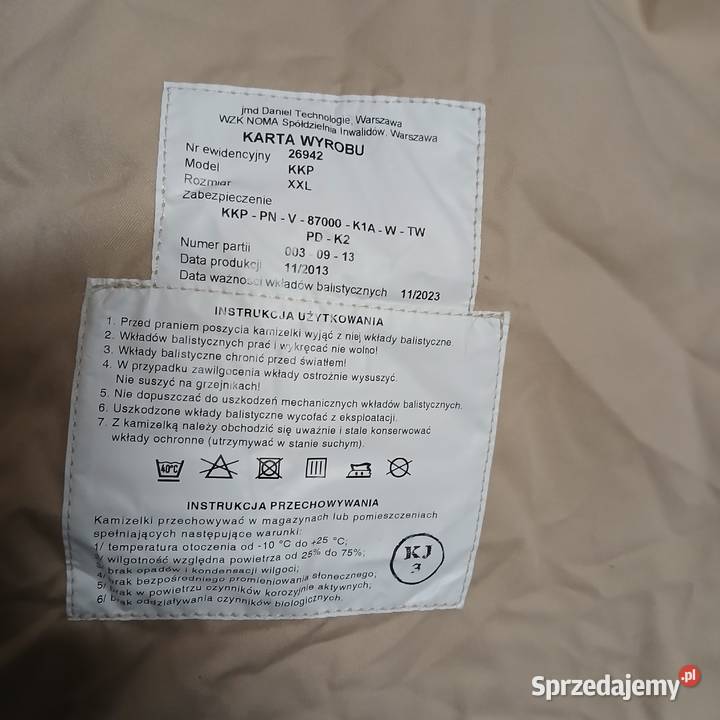 jmd Daniel Technologie, Warszawa
WZK NOMA Spółdzielnia Inwalidów, Warszawa
KARTA WYROBU
Nr ewidencyjny 26942
Model KKP
Rozmiar XXL
Zabezpieczenie
KKP - PN - V - 87000 - K1A - W - TW
PD - K2
Numer partii 003 - 09 - 13
Data produkcji 11/2013
Data ważności wkładów balistycznych 11/2023
INSTRUKCJA UŻYTKOWANIA
1. Przed praniem poszycia kamizelki wyjąć z niej wkłady balistyczne
2. Wkładów balistycznych prać i wykręcać nie wolno!
3. Wkłady balistyczne chronić przed światłem!
4. W przypadku zawilgocenia wkłady ostrożnie wysuszyć.
Nie suszyć na grzejnikach!
5. Nie dopuszczać do uszkodzeń mechanicznych wkładów balistycznych.
6. Uszkodzone wkłady balistyczne wycofać z eksploatacji.
7. Z kamizelką należy obchodzić się uważnie i stale konserwować
wkłady ochronne (utrzymywać w stanie suchym).
40°C
INSTRUKCJA PRZECHOWYWANIA
Kamizelki przechowywać w magazynach lub pomieszczeniach
spełniających następujące warunki:
1/ temperatura otoczenia od -10 °C do +25 °C;
2/ wilgotność względna powietrza od 25% do 75%;
4/ brak opadów i kondensacji wilgoci;
brak bezpośredniego promieniowania słonecznego;
5/ brak w powietrzu czynników korozyjnie aktywnych;
6/ brak oddziaływania czynników biologicznych.
KJ
3
Sprzedajemy.pl